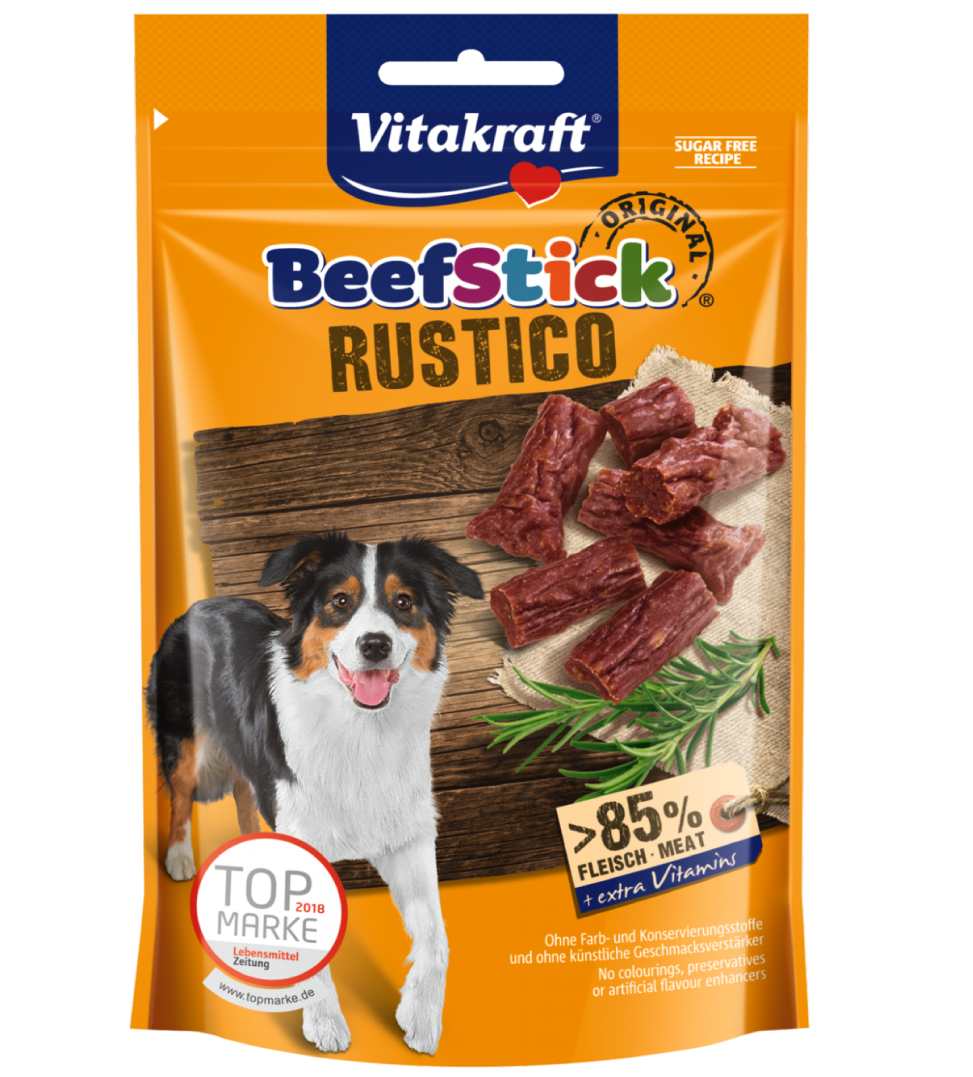 Vitakraft®
SUGAR FREE
RECIPE
ORIGINAL
BeefStick®
RUSTICO
>85%
FLEISCH · MEAT
+ extra Vitamins
TOP
2018
MARKE
Lebensmittel
Zeitung
www.topmarke.de
Ohne Farb- und Konservierungsstoffe
und ohne künstliche Geschmacksverstärker
No colourings, preservatives
or artificial flavour enhancers